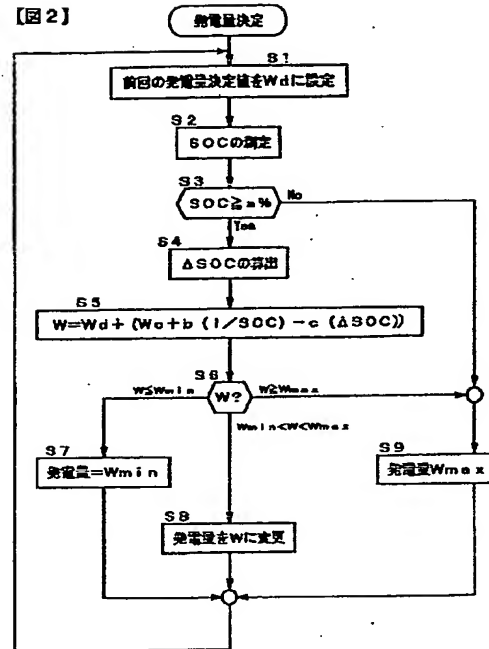 【図2】
発電量決定
S1
前回の発電量決定値をWdに設定
S2
SOCの測定
S3
SOC≧a%
No
Yes
S4
ΔSOCの算出
S5
W=Wd+(Wo+b(1/SOC)-c(ΔSOC))
S6
W?
W≦Wmin
W≧Wmax
Wmin<W<Wmax
S7
発電量=Wmin
S9
発電量Wmax
S8
発電量をWに変更